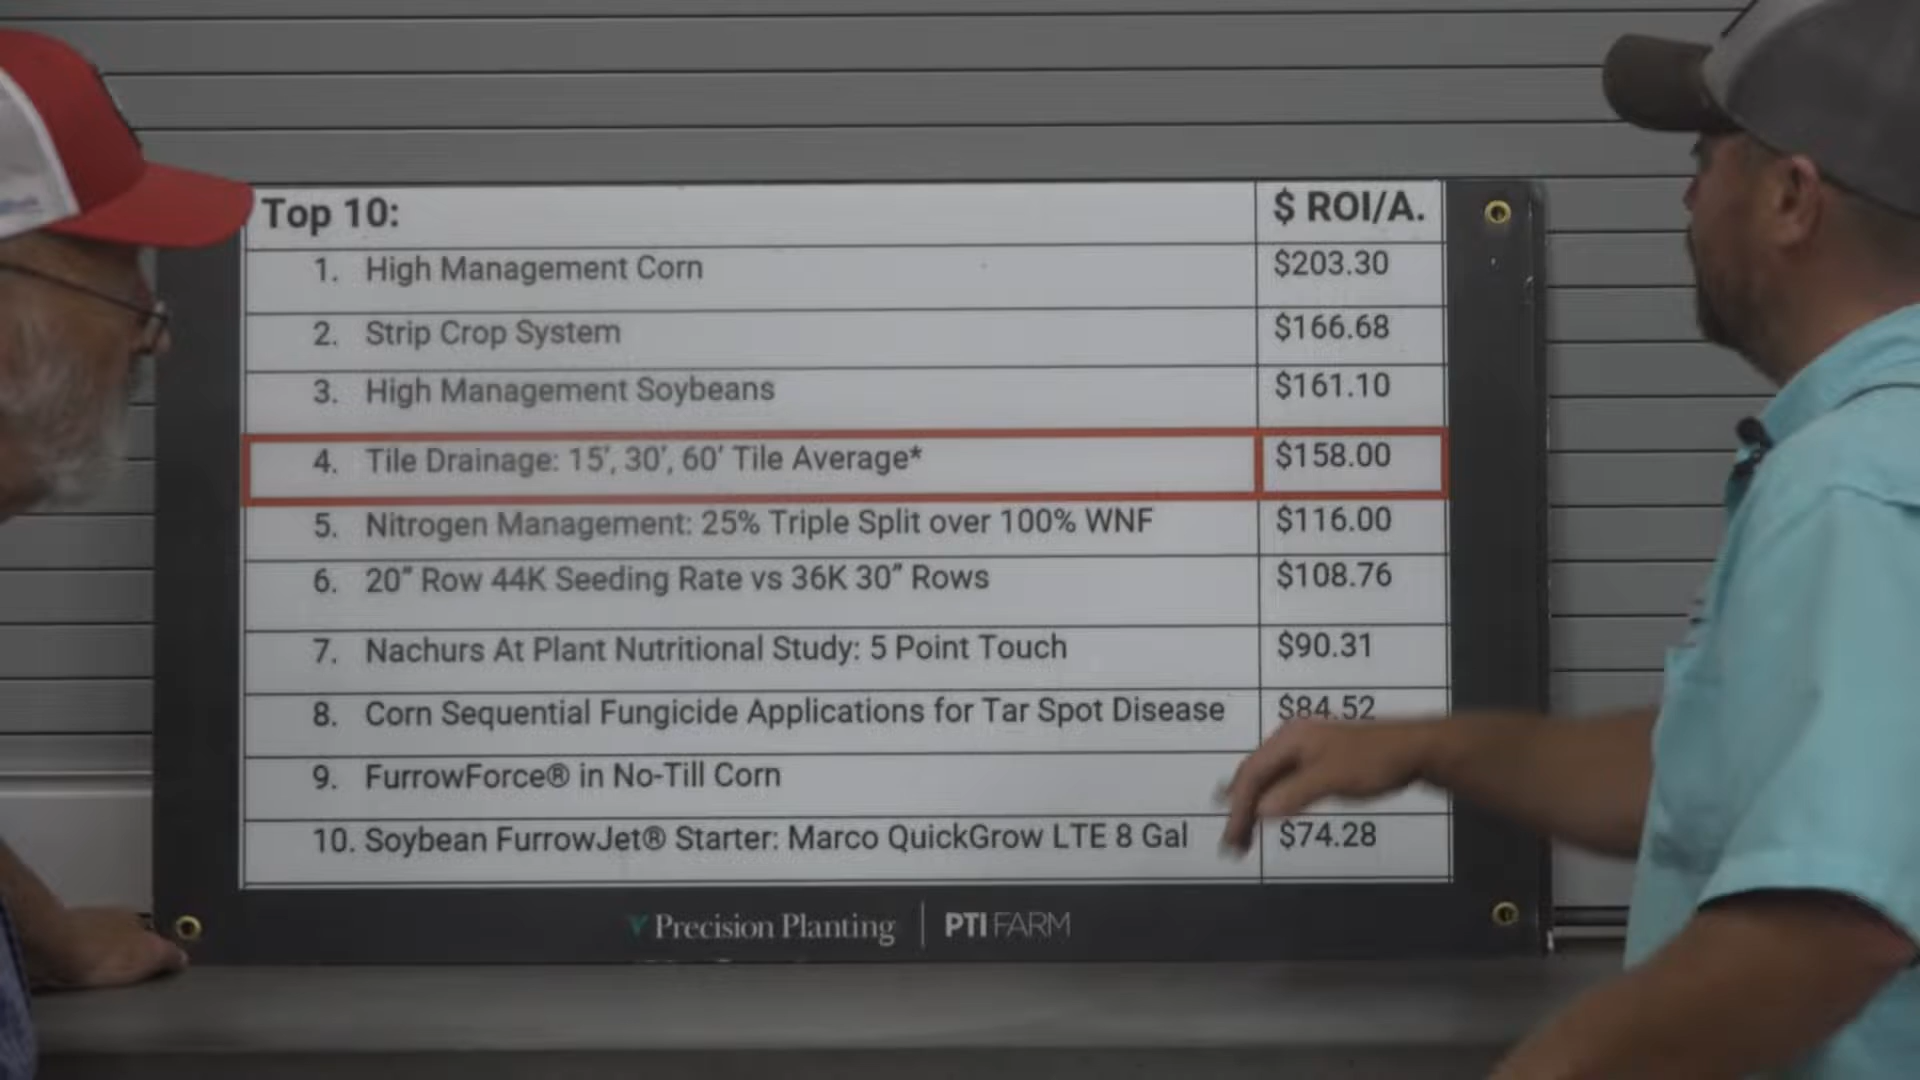 Top 10: $ ROI/A.
1. High Management Corn $203.30
2. Strip Crop System $166.68
3. High Management Soybeans $161.10
4. Tile Drainage: 15', 30', 60' Tile Average* $158.00
5. Nitrogen Management: 25% Triple Split over 100% WNF $116.00
6. 20” Row 44K Seeding Rate vs 36K 30” Rows $108.76
7. Nachurs At Plant Nutritional Study: 5 Point Touch $90.31
8. Corn Sequential Fungicide Applications for Tar Spot Disease $84.52
9. FurrowForce® in No-Till Corn
10. Soybean FurrowJet® Starter: Marco QuickGrow LTE 8 Gal $74.28
Precision Planting | PTI FARM